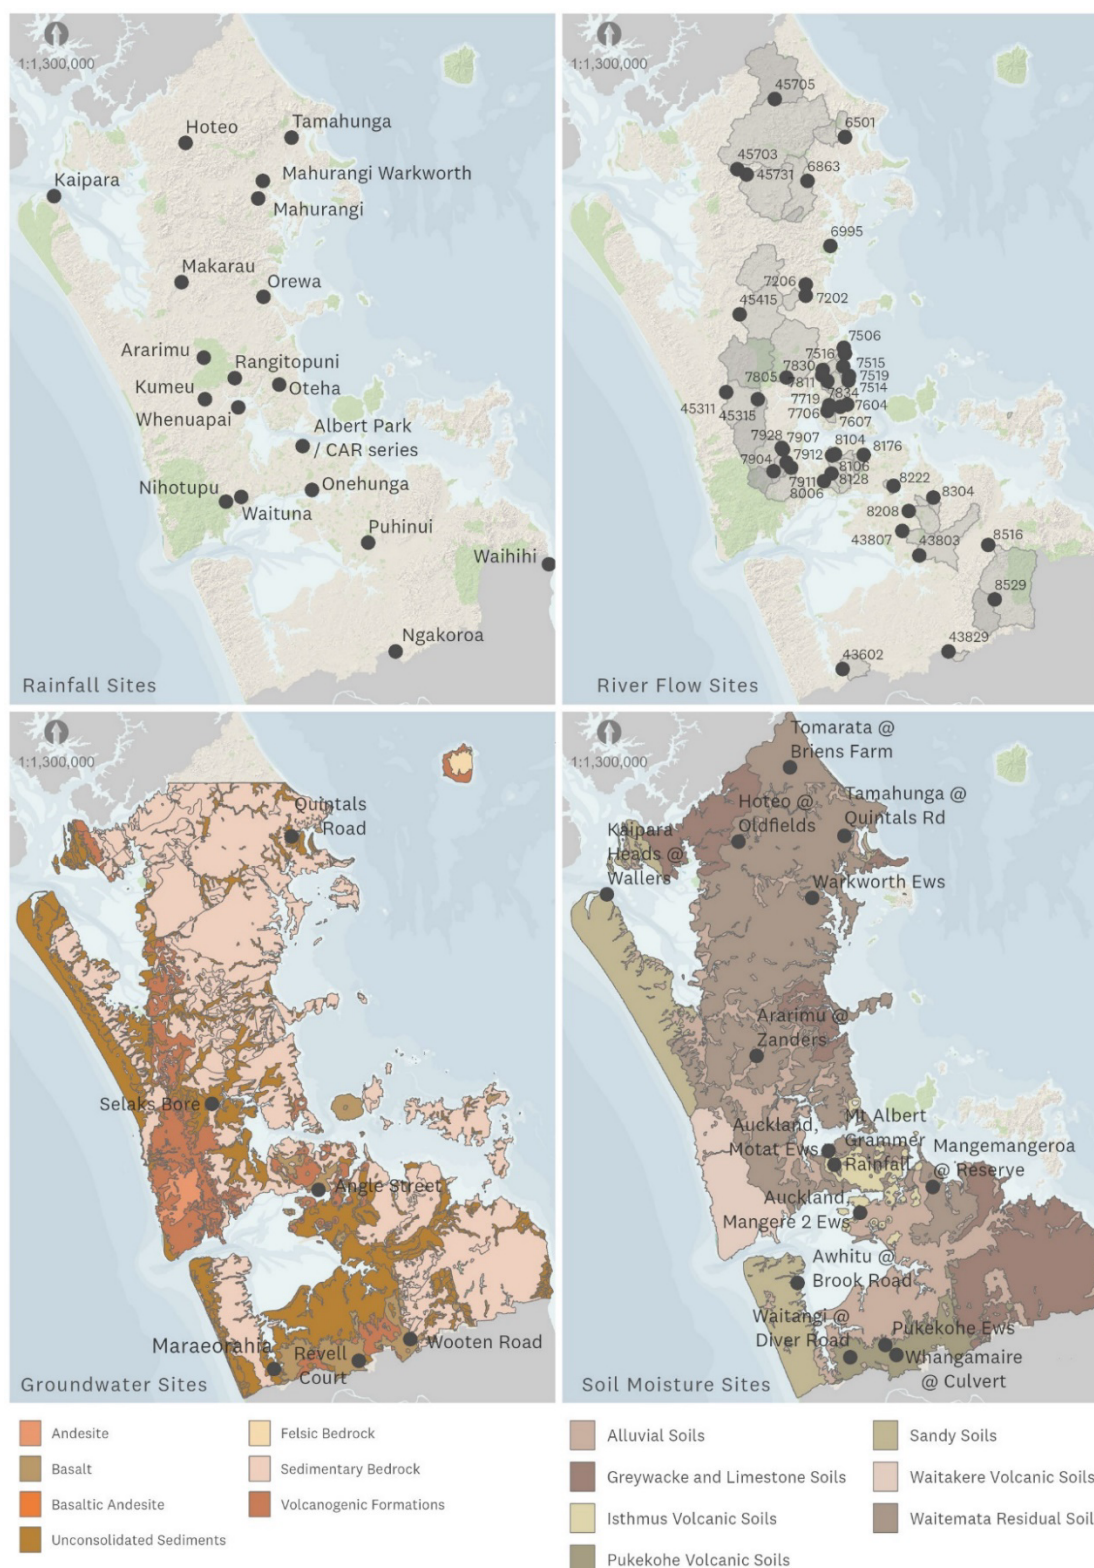 1:1,300,000
Hoteo
Tamahunga
Mahurangi Warkworth
Kaipara
Mahurangi
Makarau
Orewa
Ararimu
Rangitopuni
Kumeu
Oteha
Whenuapai
Albert Park
/ CAR series
Nihotupu
Onehunga
Waituna
Puhinui
Waihihi
Ngakoroa
Rainfall Sites
1:1,300,000
45705
6501
45703
45731
6863
6995
7206
7202
45415
7506
7516
7830
7515
7805
7811
7519
7514
7834
7719
7604
45311
45315
7706
7607
7928
7907
8104
8176
7904
7912
8106
7911
8128
8006
8222
8304
8208
43807
43803
8516
8529
43829
43602
River Flow Sites
1:1,300,000
Quintals
Road
Selaks Bore
Angle Street
Maraeorahia
Revell
Court
Wooten Road
Groundwater Sites
1:1,300,000
Tomarata @
Briens Farm
Hoteo @
Oldfields
Tamahunga @
Quintals Rd
Kaipara
Heads @
Wallers
Warkworth Ews
Ararimu @
Zanders
Auckland,
Motat Ews
Mt Albert
Grammer
Rainfall
Mangemangeroa
@ Reserve
Auckland,
Mangere 2 Ews
Awhitu @
Brook Road
Waitangi @
Diver Road
Pukekohe Ews
Whangamaire
@ Culvert
Soil Moisture Sites
Andesite
Basalt
Basaltic Andesite
Unconsolidated Sediments
Felsic Bedrock
Sedimentary Bedrock
Volcanogenic Formations
Alluvial Soils
Greywacke and Limestone Soils
Isthmus Volcanic Soils
Pukekohe Volcanic Soils
Sandy Soils
Waitakere Volcanic Soils
Waitemata Residual Soil